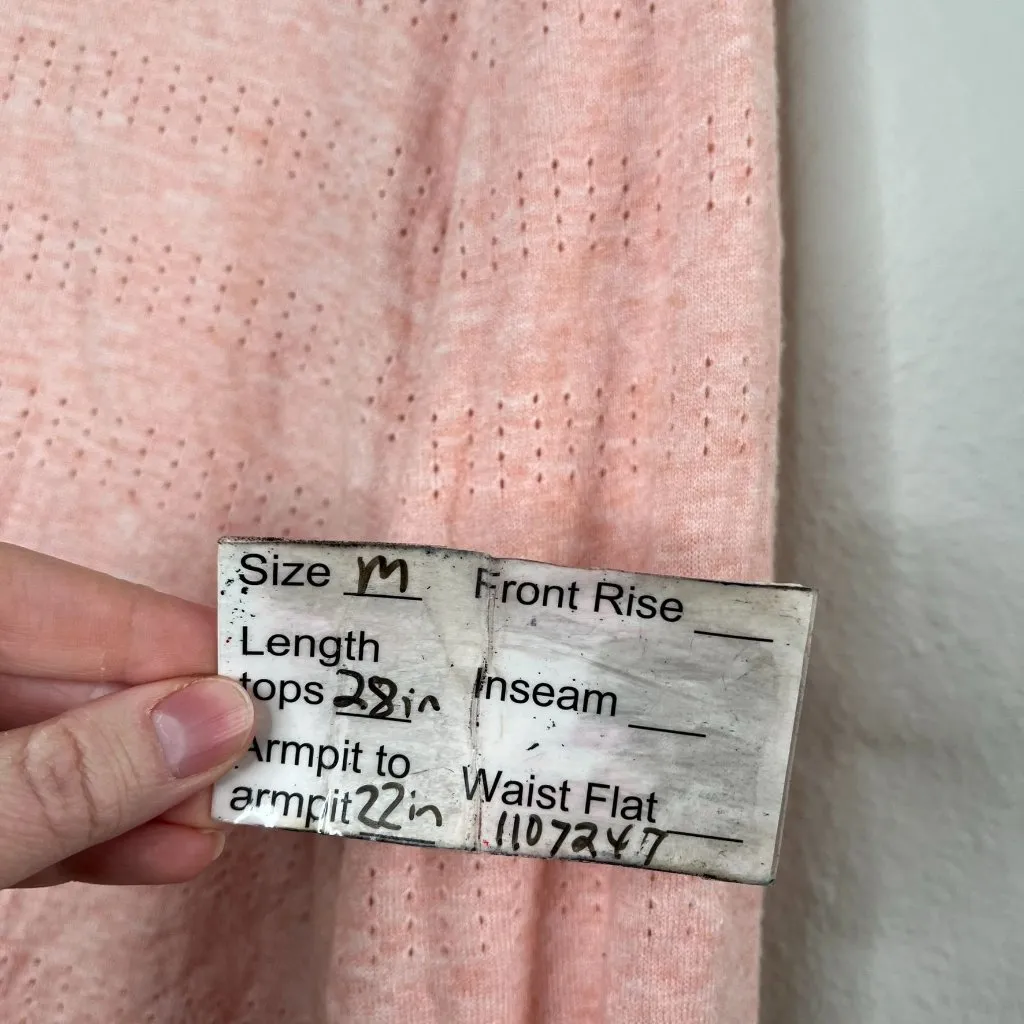 Size M
Length
tops 28in
Armpit to
armpit 22in
Front Rise
Inseam
Waist Flat
1107247